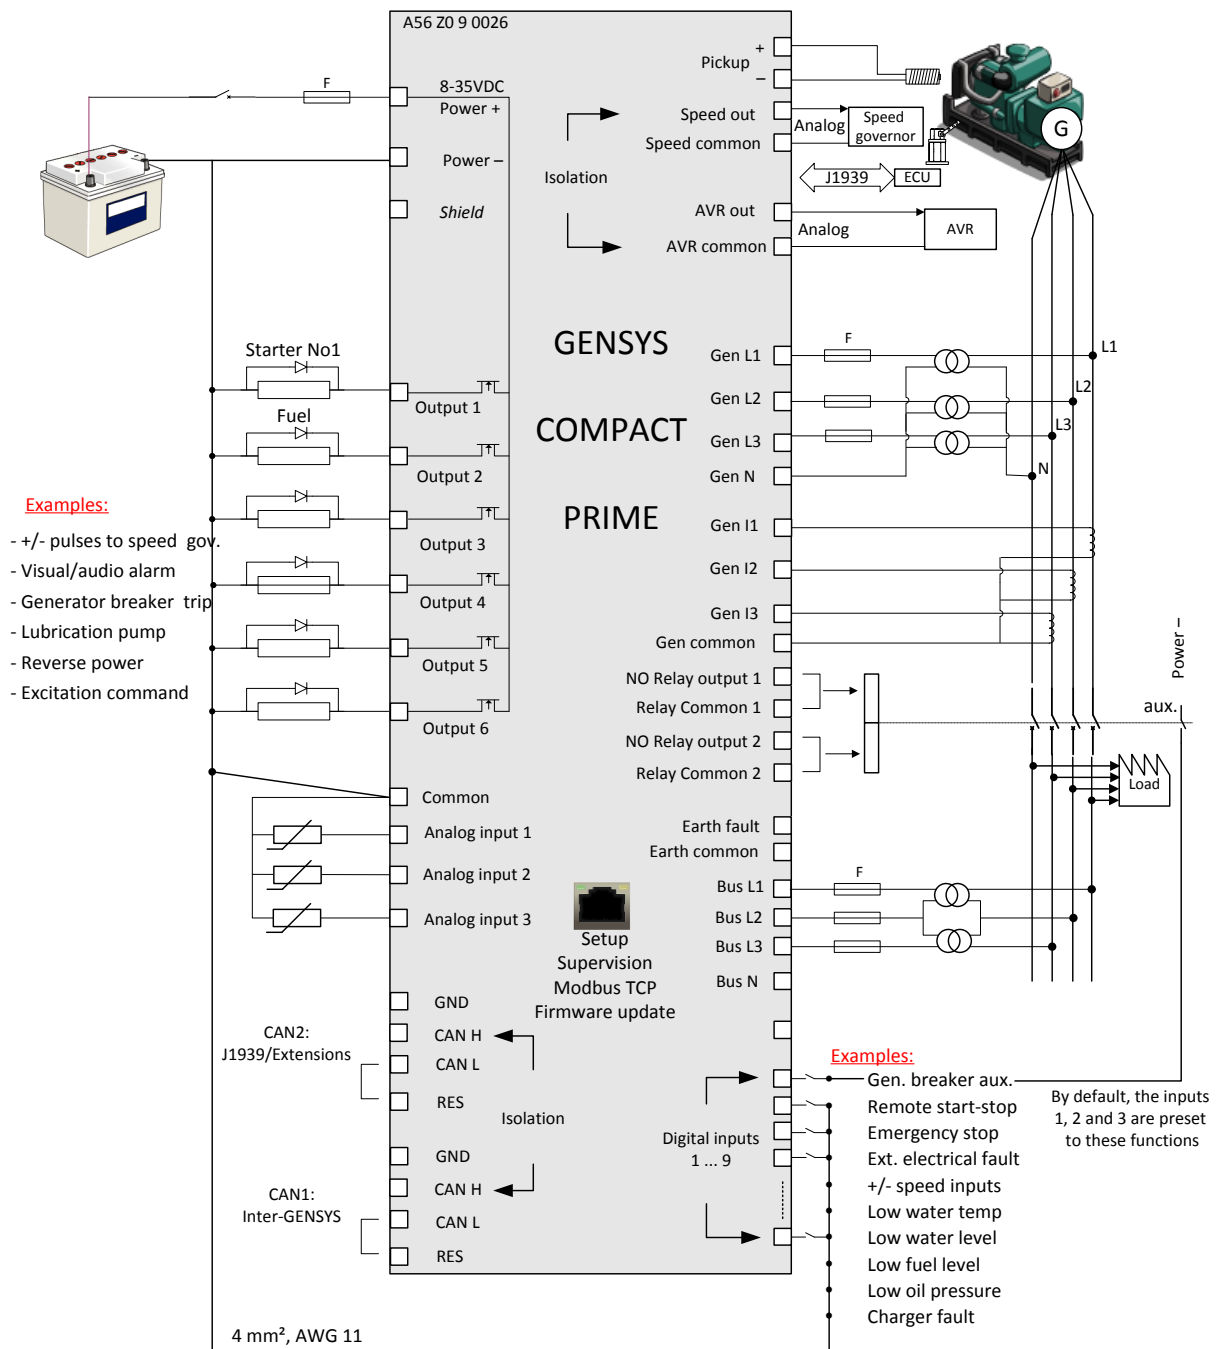 A56 Z0 9 0026
F
8-35VDC
Power +
Power –
Shield
Pickup
+
–
Speed out
Speed common
Isolation
AVR out
AVR common
Analog
Speed
governor
J1939
ECU
Analog
AVR
G
GENSYS
COMPACT
PRIME
Starter No1
Output 1
Fuel
Output 2
Output 3
Output 4
Output 5
Output 6
Examples:
- +/- pulses to speed gov.
- Visual/audio alarm
- Generator breaker trip
- Lubrication pump
- Reverse power
- Excitation command
Gen L1
F
L1
Gen L2
L2
Gen L3
L3
Gen N
N
Gen I1
Gen I2
Gen I3
Gen common
NO Relay output 1
Relay Common 1
NO Relay output 2
Relay Common 2
Power –
aux.
Load
Common
Analog input 1
Analog input 2
Analog input 3
Earth fault
Earth common
Bus L1
F
Bus L2
Bus L3
Bus N
Setup
Supervision
Modbus TCP
Firmware update
GND
CAN H
CAN L
RES
CAN2:
J1939/Extensions
Isolation
GND
CAN H
CAN L
RES
CAN1:
Inter-GENSYS
Digital inputs
1 ... 9
Examples:
Gen. breaker aux.
Remote start-stop
Emergency stop
Ext. electrical fault
+/- speed inputs
Low water temp
Low water level
Low fuel level
Low oil pressure
Charger fault
By default, the inputs
1, 2 and 3 are preset
to these functions
4 mm², AWG 11